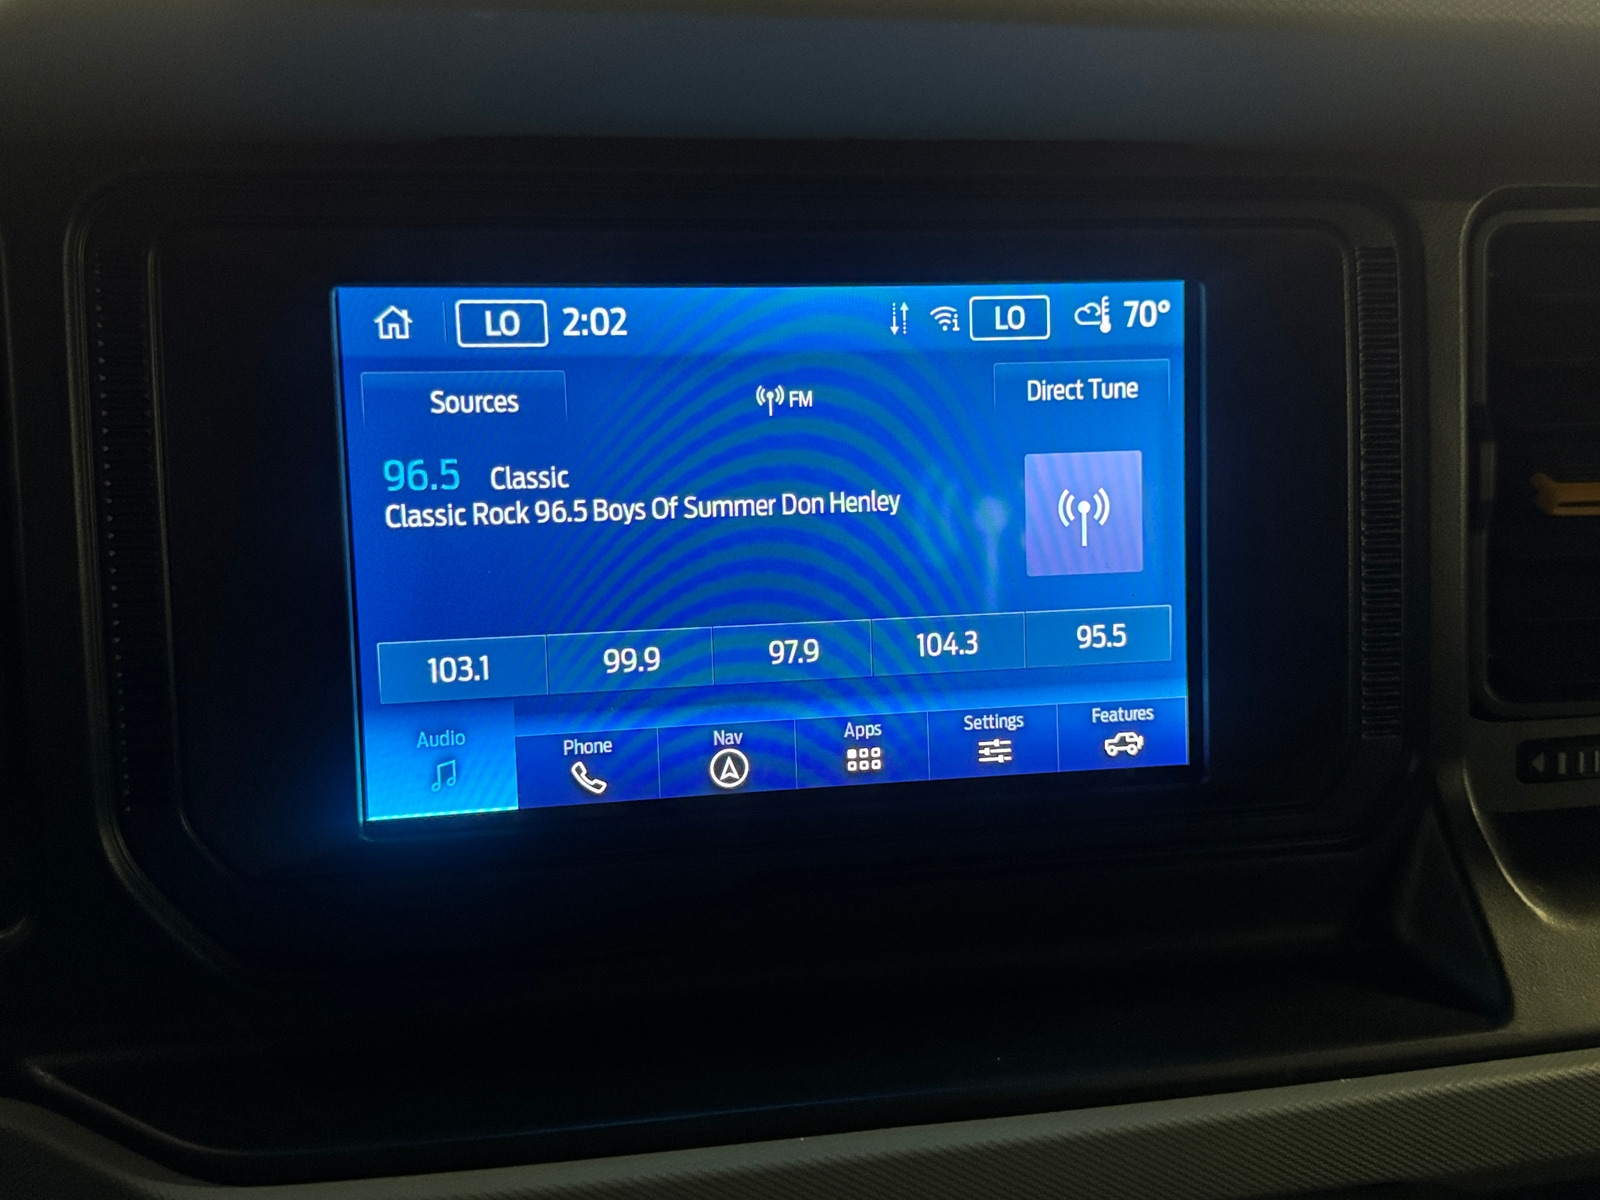 LO 2:02 LO 70°
Sources FM Direct Tune
96.5 Classic
Classic Rock 96.5 Boys Of Summer Don Henley
103.1 99.9 97.9 104.3 95.5
Audio Phone Nav Apps Settings Features